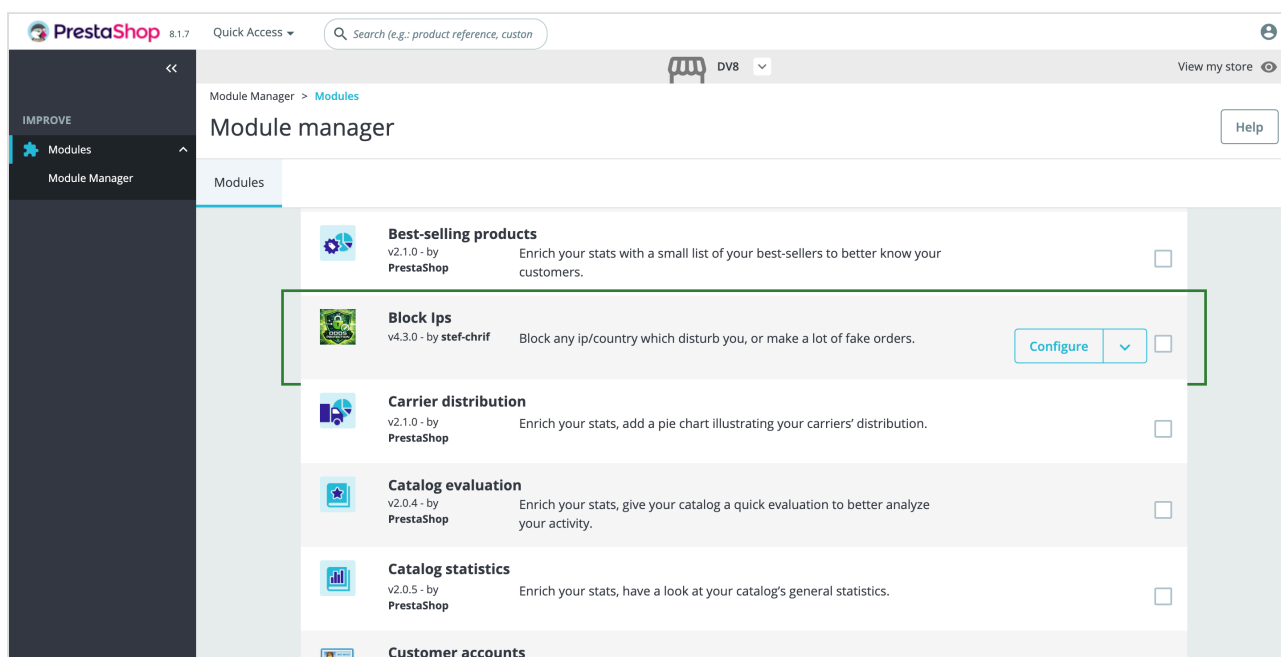 PrestaShop 8.1.7 Quick Access Search (e.g.: product reference, custon
DV8 View my store
Module Manager > Modules
IMPROVE
Module manager
Help
Modules
Module Manager
Modules
Best-selling products
v2.1.0 - by
PrestaShop
Enrich your stats with a small list of your best-sellers to better know your
customers.
Block Ips
v4.3.0 - by stef-chrif
Block any ip/country which disturb you, or make a lot of fake orders.
Configure
DDOS
Carrier distribution
v2.1.0 - by
PrestaShop
Enrich your stats, add a pie chart illustrating your carriers’ distribution.
Catalog evaluation
v2.0.4 - by
PrestaShop
Enrich your stats, give your catalog a quick evaluation to better analyze
your activity.
Catalog statistics
v2.0.5 - by
PrestaShop
Enrich your stats, have a look at your catalog’s general statistics.
Customer accounts